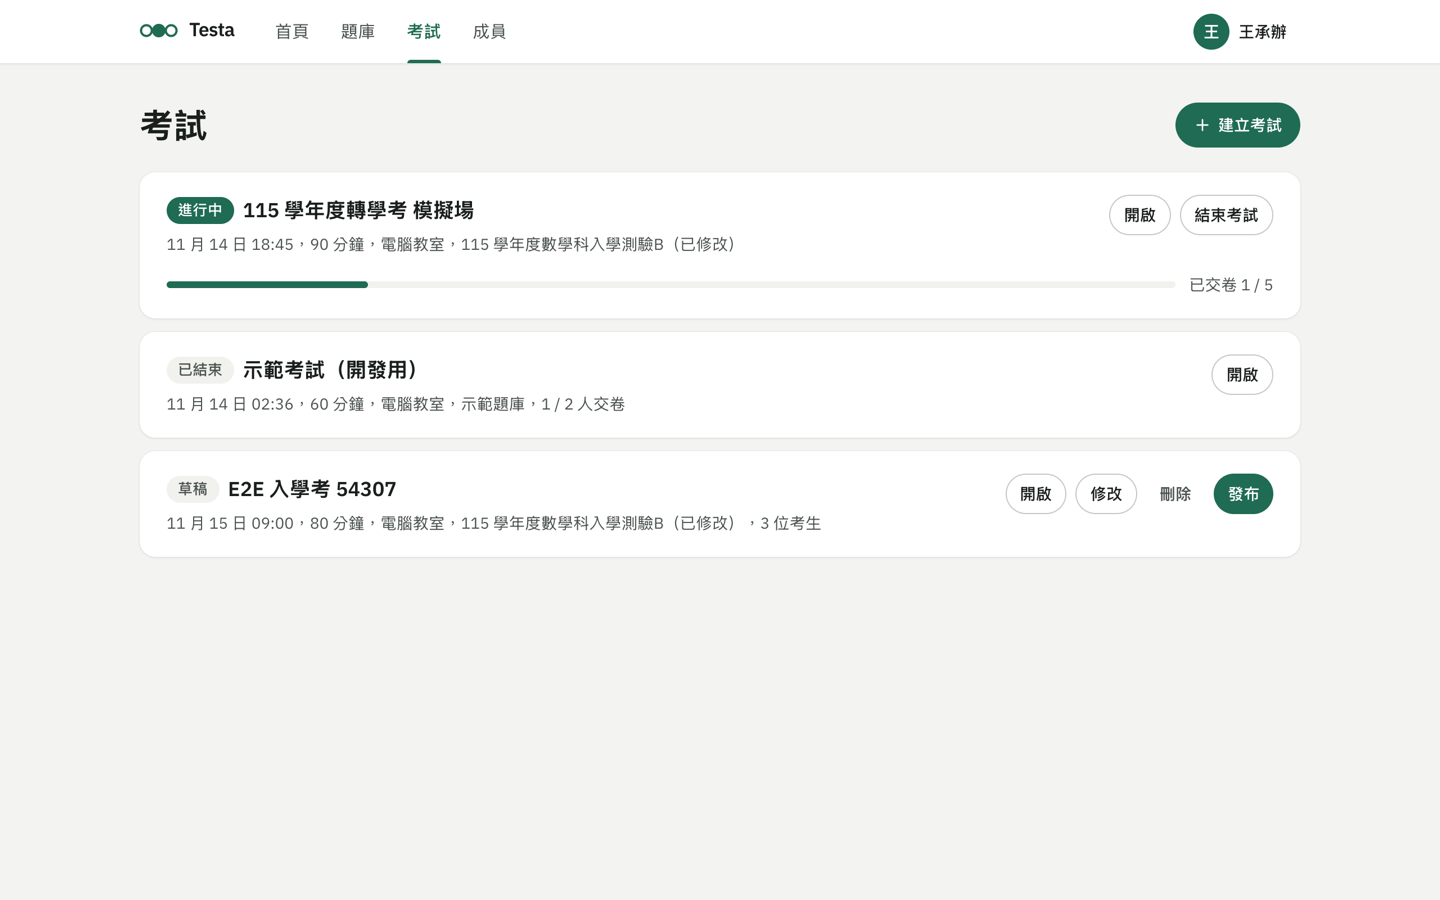 Testa 首頁 題庫 考試 成員 王 王承辦
考試 + 建立考試
進行中 115 學年度轉學考 模擬場 開啟 結束考試
11 月 14 日 18:45，90 分鐘，電腦教室，115 學年度數學科入學測驗B（已修改）
已交卷 1 / 5
已結束 示範考試（開發用） 開啟
11 月 14 日 02:36，60 分鐘，電腦教室，示範題庫，1 / 2 人交卷
草稿 E2E 入學考 54307 開啟 修改 刪除 發布
11 月 15 日 09:00，80 分鐘，電腦教室，115 學年度數學科入學測驗B（已修改），3 位考生